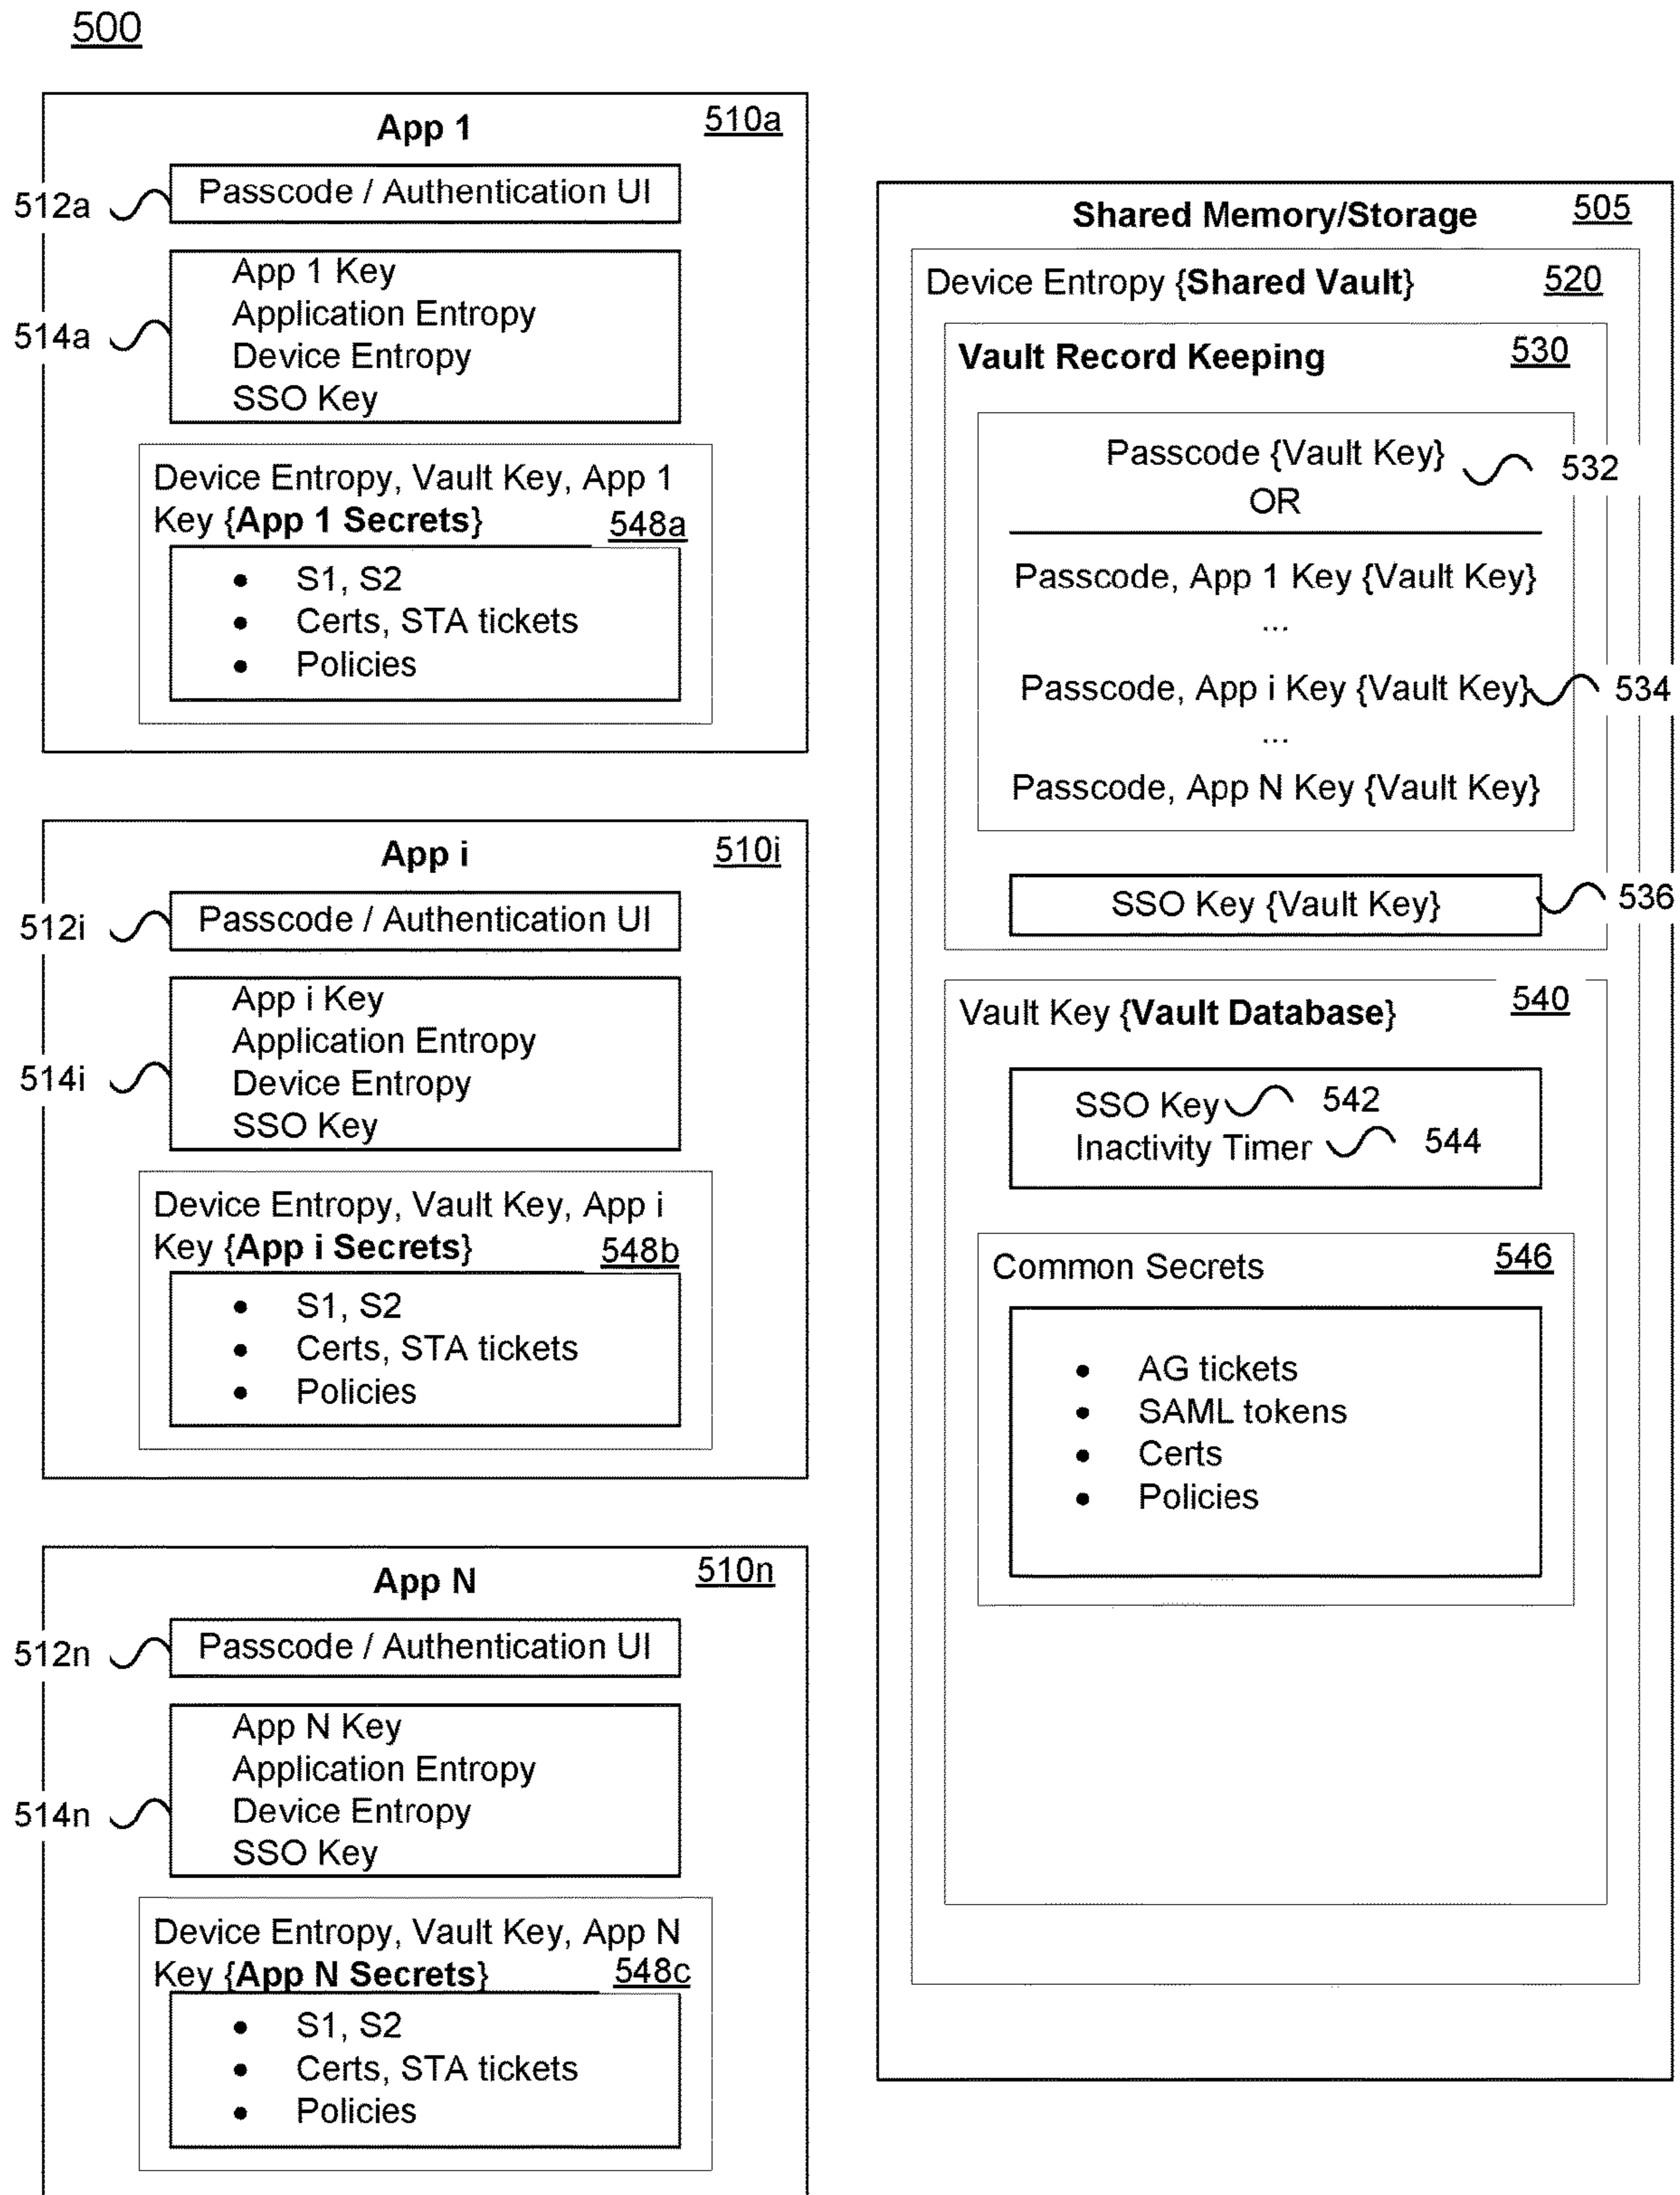 500
App 1
510a
512a
Passcode / Authentication UI
514a
App 1 Key
Application Entropy
Device Entropy
SSO Key
Device Entropy, Vault Key, App 1
Key {App 1 Secrets}
548a
• S1, S2
• Certs, STA tickets
• Policies
App i
510i
512i
Passcode / Authentication UI
514i
App i Key
Application Entropy
Device Entropy
SSO Key
Device Entropy, Vault Key, App i
Key {App i Secrets}
548b
• S1, S2
• Certs, STA tickets
• Policies
App N
510n
512n
Passcode / Authentication UI
514n
App N Key
Application Entropy
Device Entropy
SSO Key
Device Entropy, Vault Key, App N
Key {App N Secrets}
548c
• S1, S2
• Certs, STA tickets
• Policies
Shared Memory/Storage
505
Device Entropy {Shared Vault}
520
Vault Record Keeping
530
Passcode {Vault Key}
532
OR
Passcode, App 1 Key {Vault Key}
...
Passcode, App i Key {Vault Key}
534
...
Passcode, App N Key {Vault Key}
SSO Key {Vault Key}
536
Vault Key {Vault Database}
540
SSO Key
542
Inactivity Timer
544
Common Secrets
546
• AG tickets
• SAML tokens
• Certs
• Policies